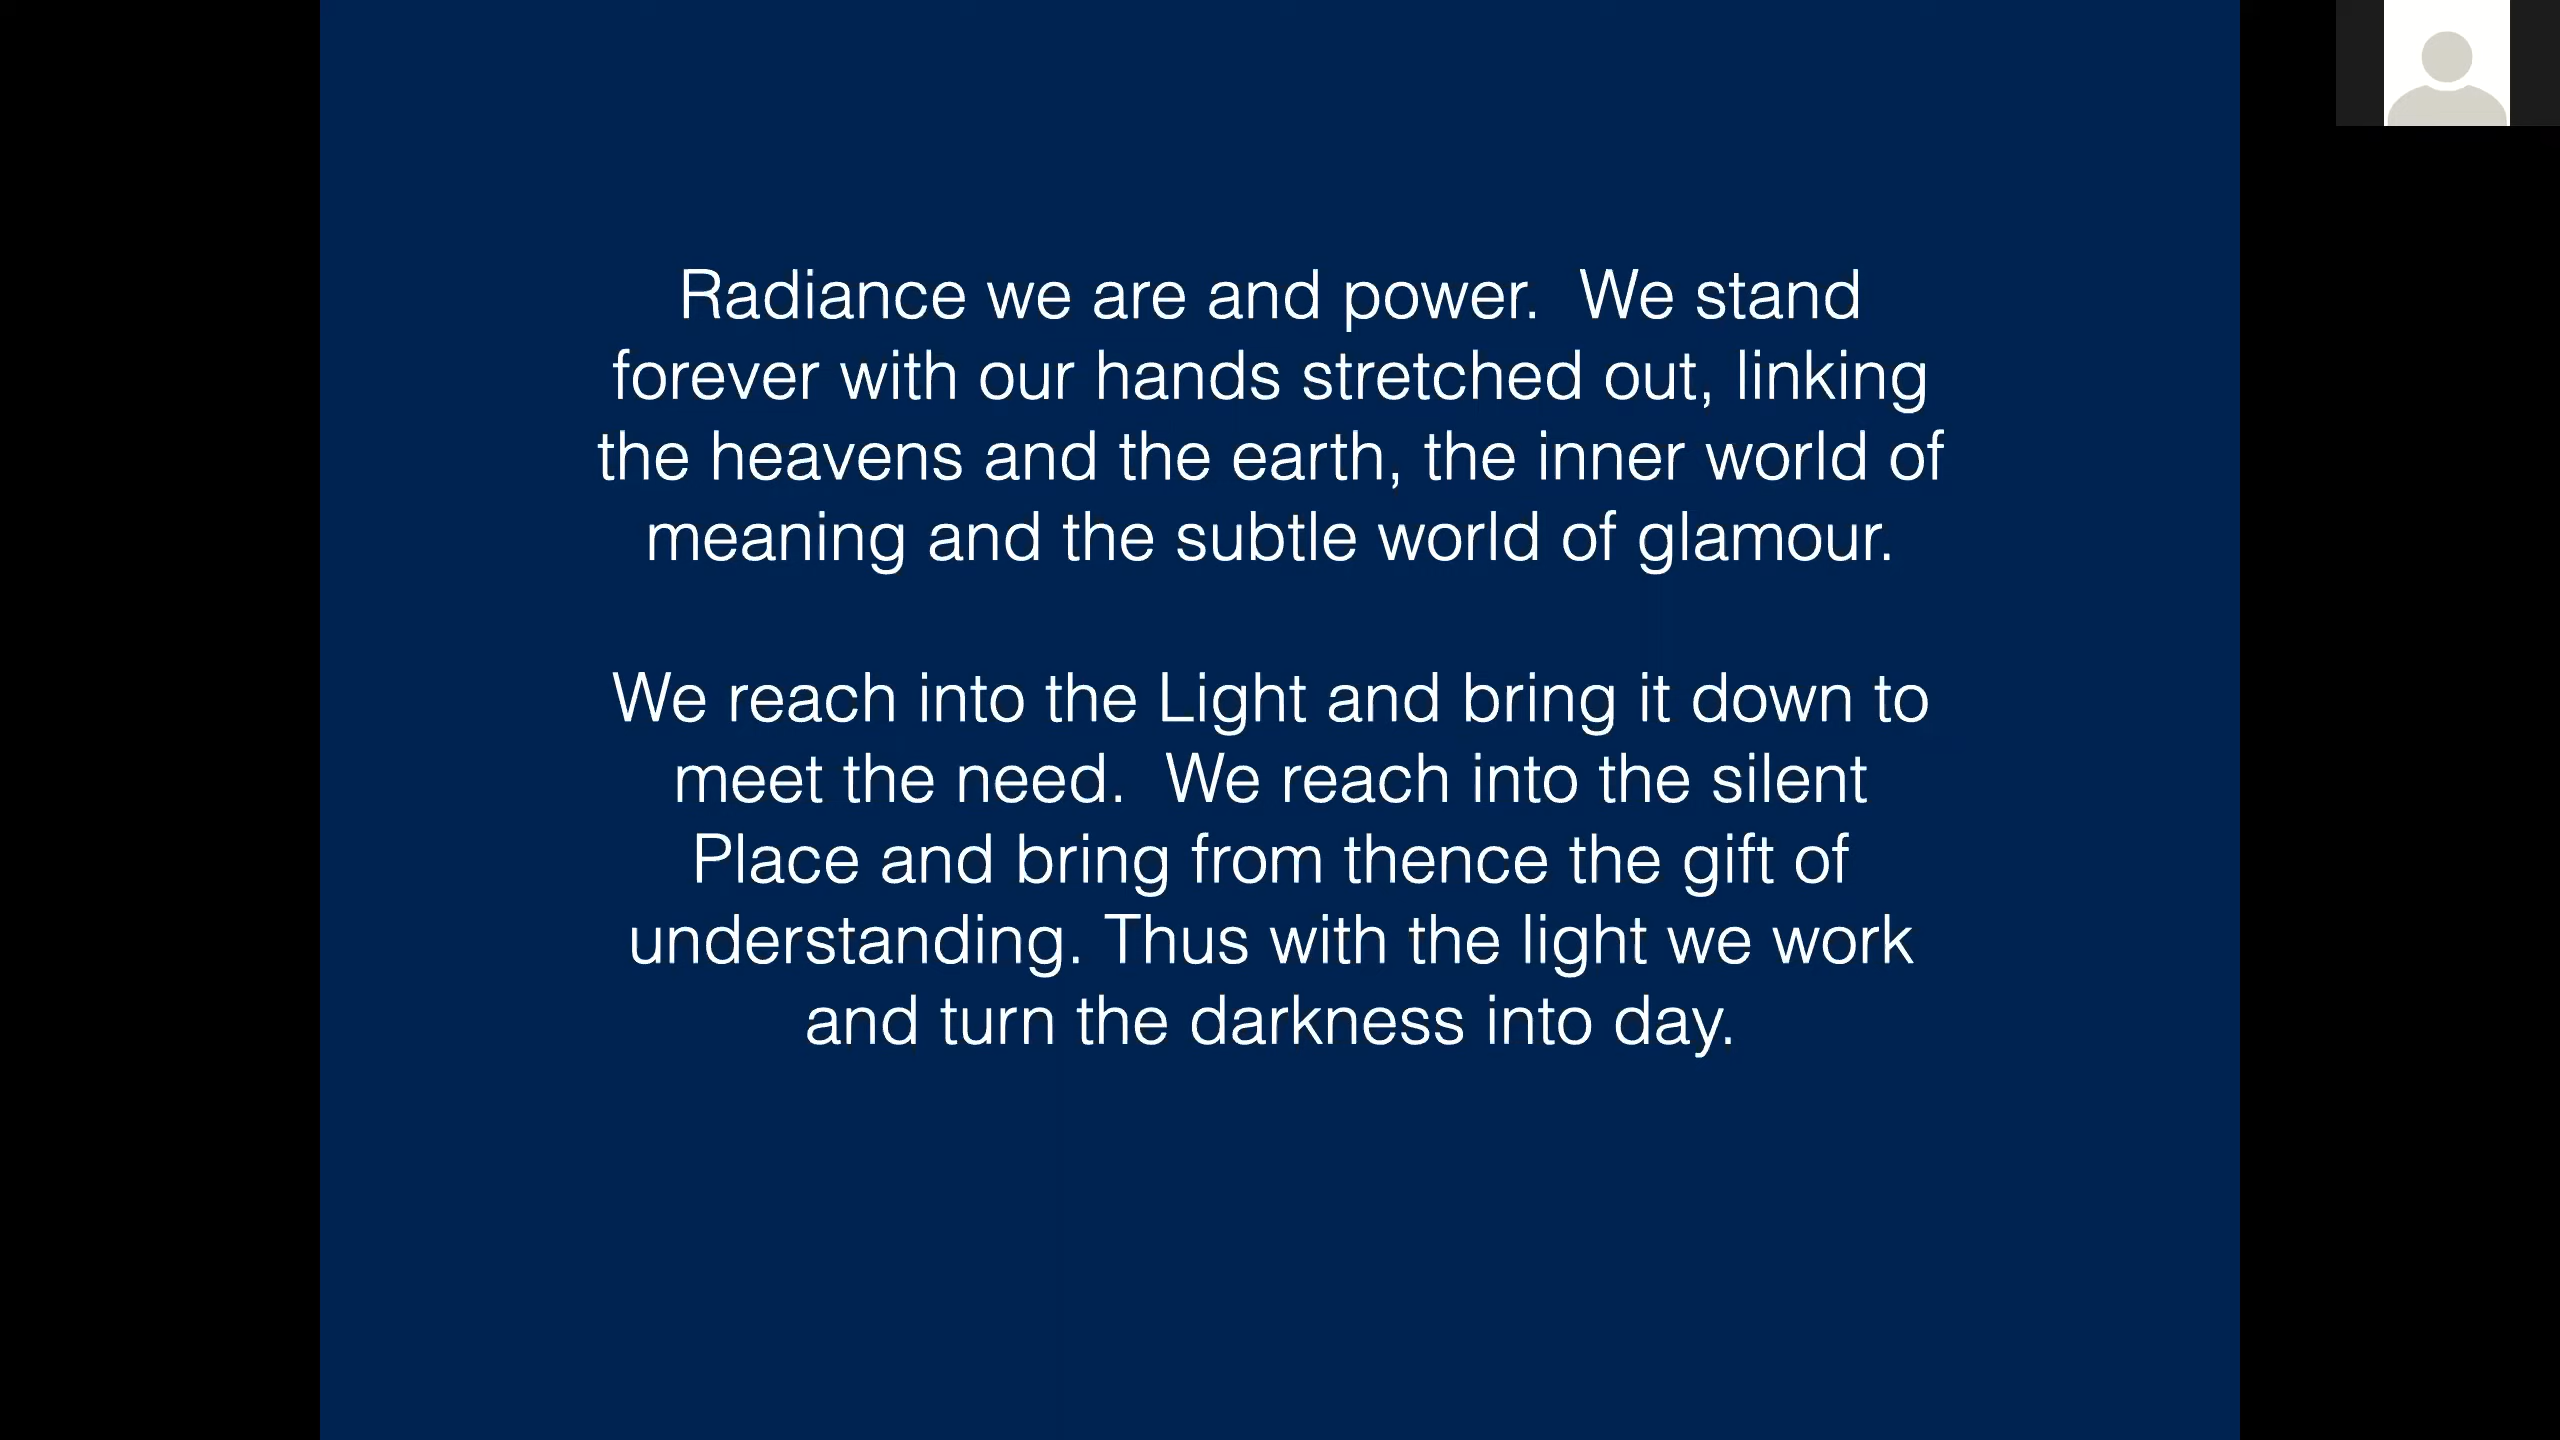 Radiance we are and power.  We stand
forever with our hands stretched out, linking
the heavens and the earth, the inner world of
meaning and the subtle world of glamour.
We reach into the Light and bring it down to
meet the need.  We reach into the silent
Place and bring from thence the gift of
understanding. Thus with the light we work
and turn the darkness into day.